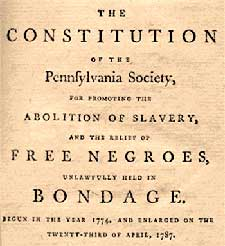 THE
CONSTITUTION
OF THE
Pennſylvania Society,
FOR PROMOTING THE
ABOLITION OF SLAVERY,
AND THE RELIEF OF
FREE NEGROES,
UNLAWFULLY HELD IN
BONDAGE.
BEGUN IN THE YEAR 1774, AND ENLARGED ON THE
TWENTY-THIRD OF APRIL, 1787.